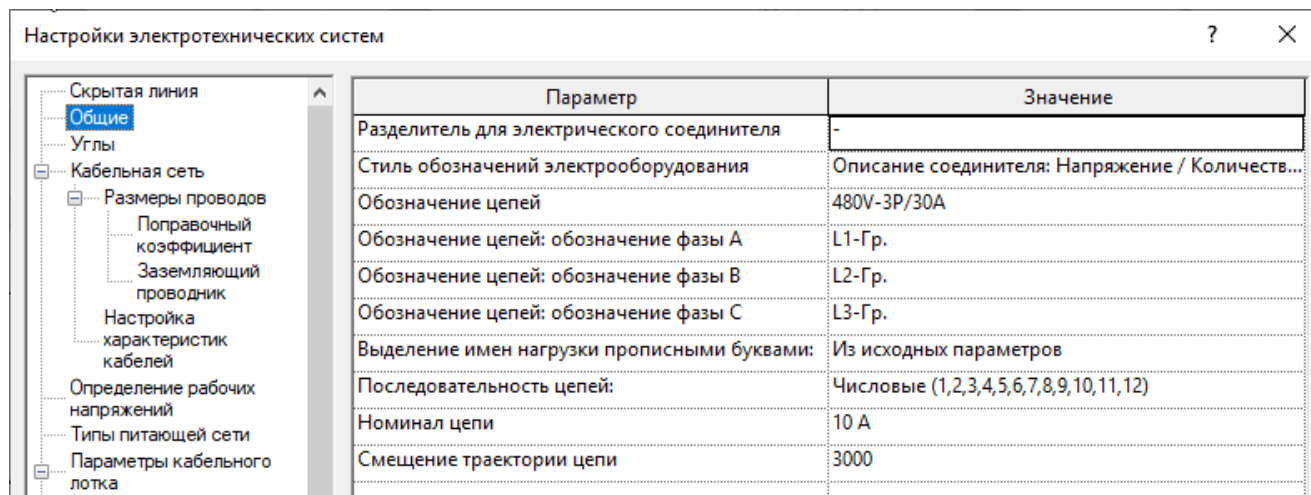 Настройки электротехнических систем ? ×
Скрытая линия
Общие
Углы
Кабельная сеть
Размеры проводов
Поправочный
коэффициент
Заземляющий
проводник
Настройка
характеристик
кабелей
Определение рабочих
напряжений
Типы питающей сети
Параметры кабельного
лотка
Параметр Значение
Разделитель для электрического соединителя -
Стиль обозначений электрооборудования Описание соединителя: Напряжение / Количеств...
Обозначение цепей 480V-3P/30A
Обозначение цепей: обозначение фазы A L1-Гр.
Обозначение цепей: обозначение фазы B L2-Гр.
Обозначение цепей: обозначение фазы C L3-Гр.
Выделение имен нагрузки прописными буквами: Из исходных параметров
Последовательность цепей: Числовые (1,2,3,4,5,6,7,8,9,10,11,12)
Номинал цепи 10 A
Смещение траектории цепи 3000